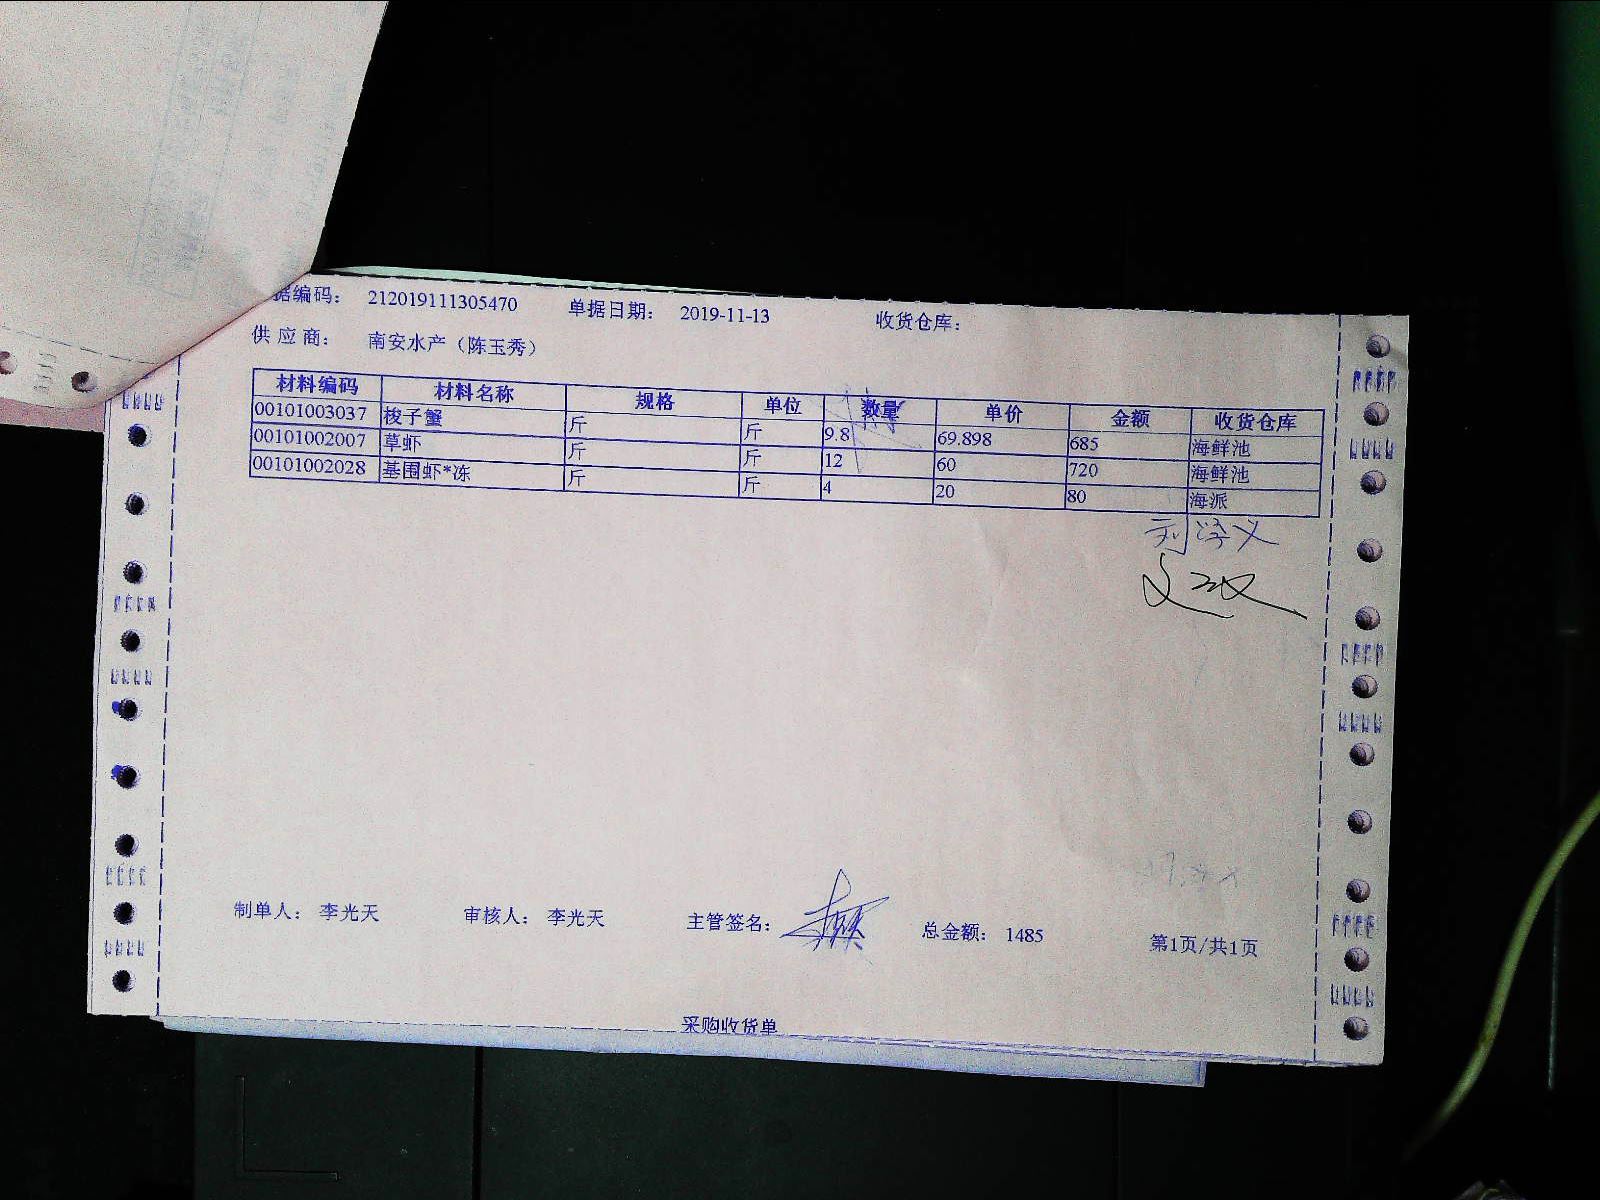 据编码： 212019111305470 单据日期： 2019-11-13 收货仓库：
供 应 商： 南安水产（陈玉秀）
材料编码 材料名称 规格 单位 数量 单价 金额 收货仓库
00101003037 梭子蟹 斤 斤 9.8 69.898 685 海鲜池
00101002007 草虾 斤 斤 12 60 720 海鲜池
00101002028 基围虾*冻 斤 斤 4 20 80 海派
制单人： 李光天 审核人： 李光天 主管签名： 总金额： 1485 第1页/共1页
采购收货单